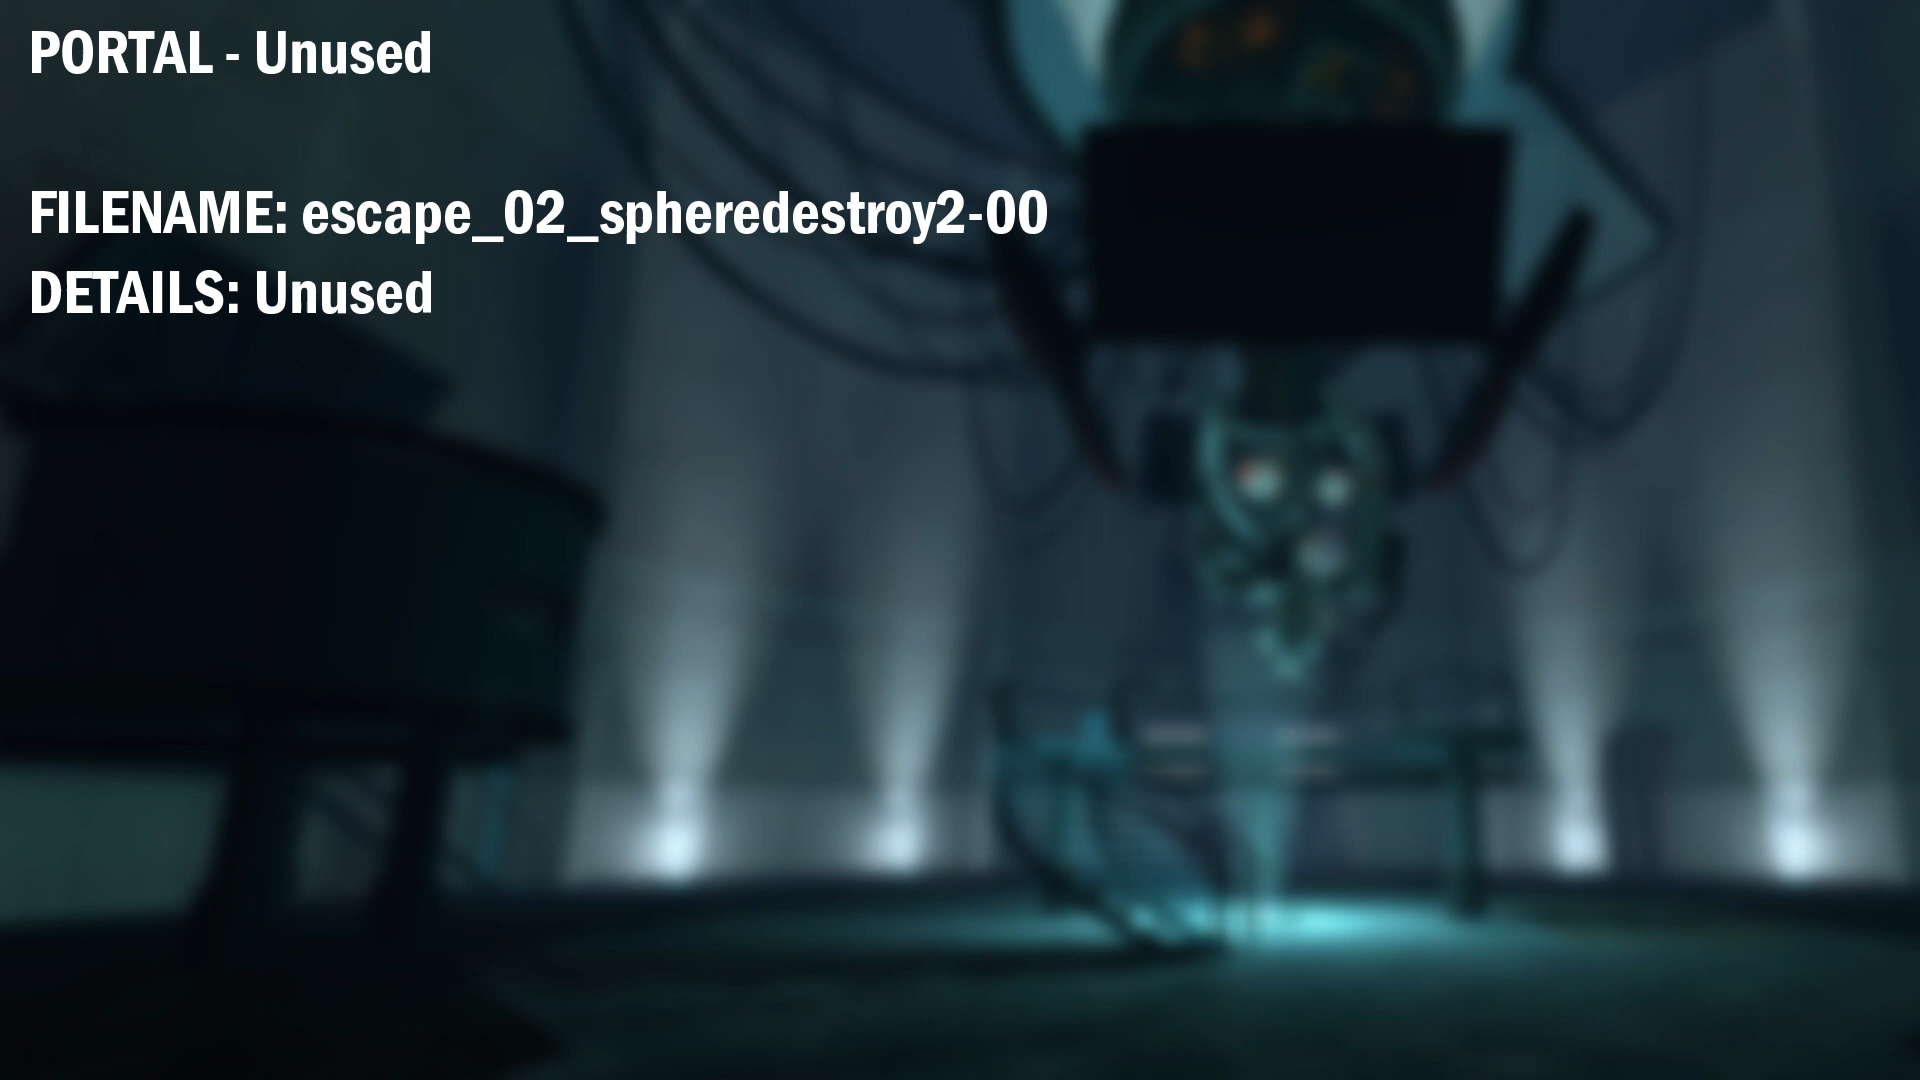 PORTAL - Unused
FILENAME: escape_02_spheredestroy2-00
DETAILS: Unused